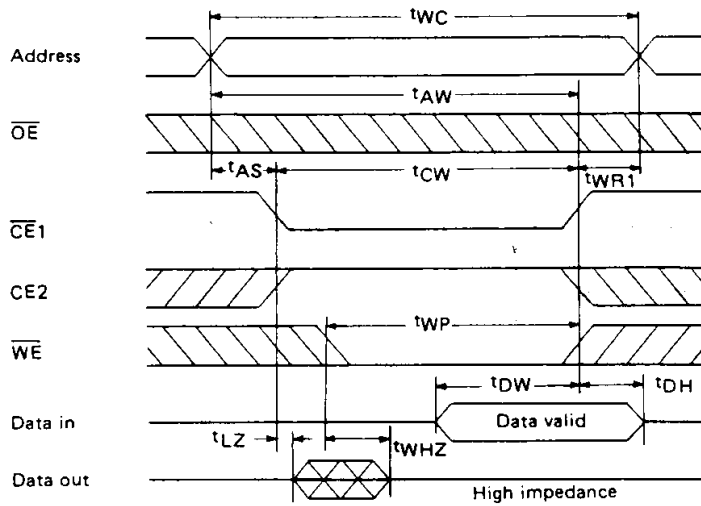 tWC
Address
tAW
OE
tAS
tCW
tWR1
CE1
CE2
tWP
WE
tDW
tDH
Data in
Data valid
tLZ
tWHZ
Data out
High impedance